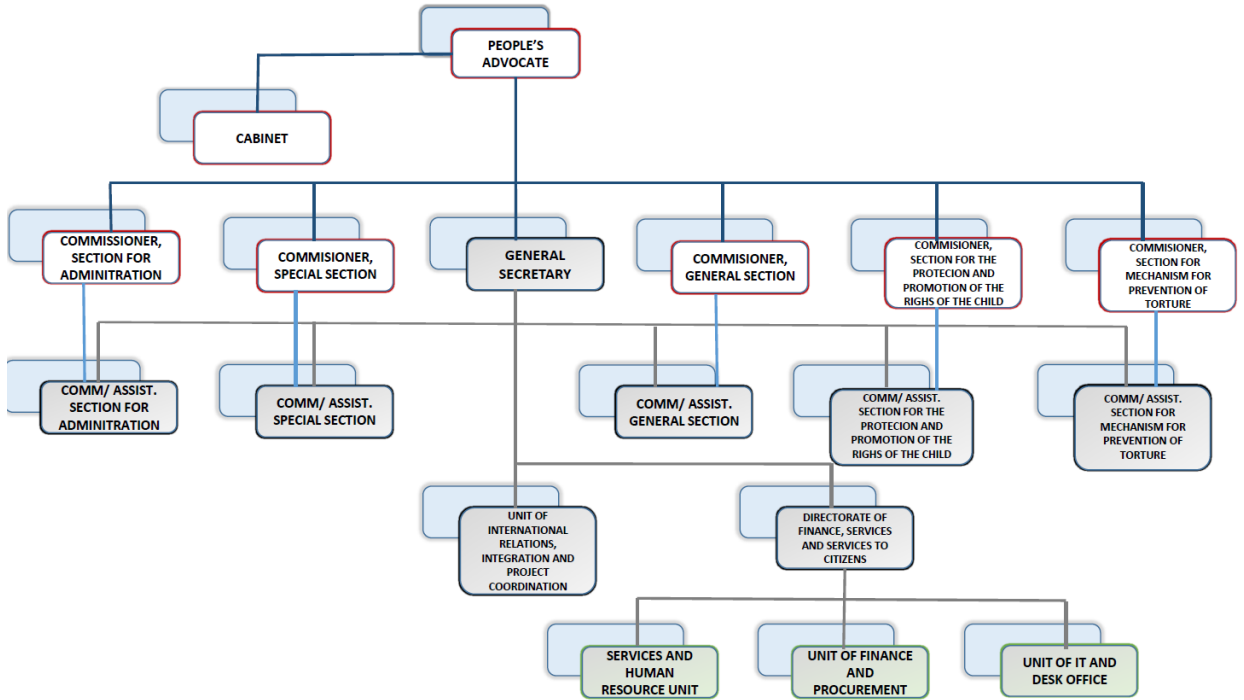 PEOPLE'S
ADVOCATE
CABINET
COMMISSIONER,
SECTION FOR
ADMINITRATION
COMMISIONER,
SPECIAL SECTION
GENERAL
SECRETARY
COMMISIONER,
GENERAL SECTION
COMMISIONER,
SECTION FOR THE
PROTECION AND
PROMOTION OF THE
RIGHS OF THE CHILD
COMMISIONER,
SECTION FOR
MECHANISM FOR
PREVENTION OF
TORTURE
COMM/ ASSIST.
SECTION FOR
ADMINITRATION
COMM/ ASSIST.
SPECIAL SECTION
COMM/ ASSIST.
GENERAL SECTION
COMM/ ASSIST.
SECTION FOR THE
PROTECION AND
PROMOTION OF THE
RIGHS OF THE CHILD
COMM/ ASSIST.
SECTION FOR
MECHANISM FOR
PREVENTION OF
TORTURE
UNIT OF
INTERNATIONAL
RELATIONS,
INTEGRATION AND
PROJECT
COORDINATION
DIRECTORATE OF
FINANCE, SERVICES
AND SERVICES TO
CITIZENS
SERVICES AND
HUMAN
RESOURCE UNIT
UNIT OF FINANCE
AND
PROCUREMENT
UNIT OF IT AND
DESK OFFICE